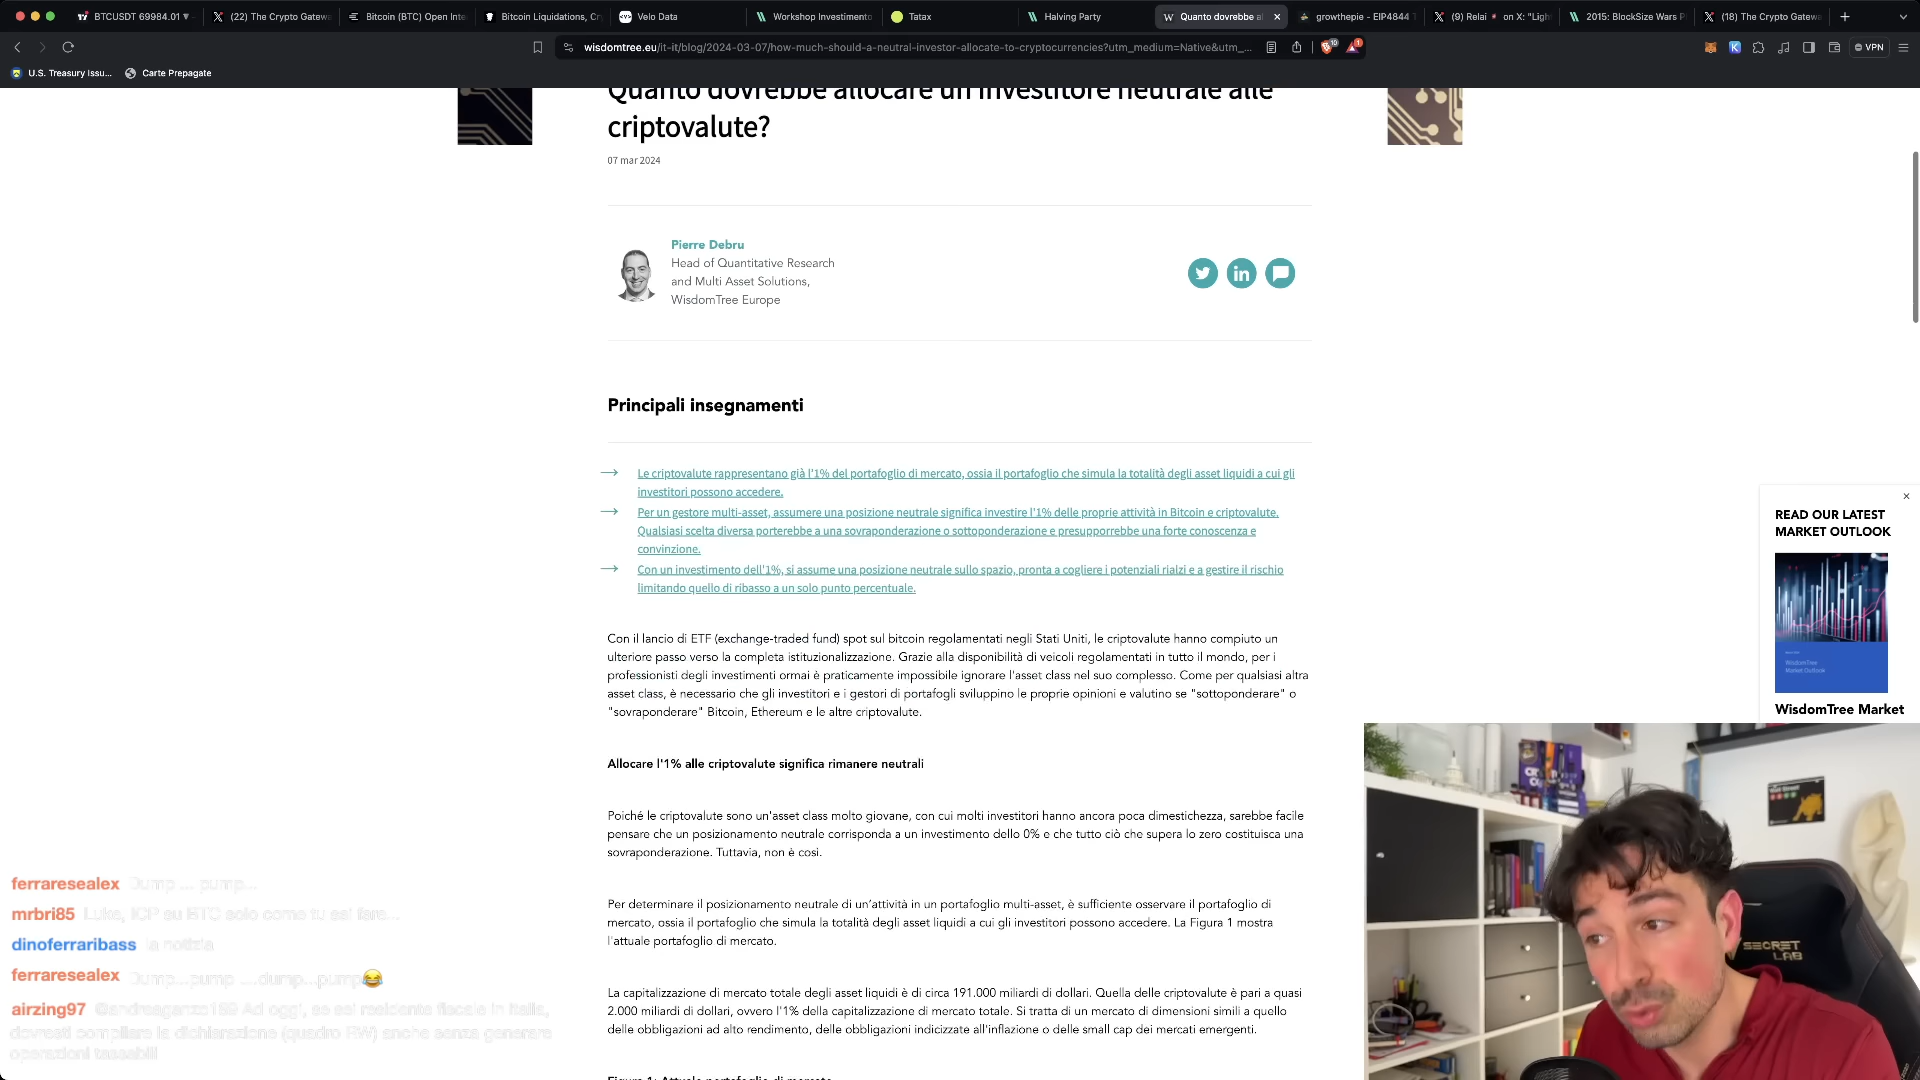 BTCUSDT 69984.01
(22) The Crypto Gatew
Bitcoin (BTC) Open Inte
Bitcoin Liquidations, Cr
Velo Data
Workshop Investimento
Tatax
Halving Party
Quanto dovrebbe al
growthepie - EIP4844
(9) Relai on X: "Ligh
2015: BlockSize Wars P
(18) The Crypto Gatew
wisdomtree.eu/it-it/blog/2024-03-07/how-much-should-a-neutral-investor-allocate-to-cryptocurrencies?utm_medium=Native&utm_...
VPN
U.S. Treasury Issu...
Carte Prepagate
Quanto dovrebbe allocare un investitore neutrale alle
criptovalute?
07 mar 2024
Pierre Debru
Head of Quantitative Research
and Multi Asset Solutions,
WisdomTree Europe
Principali insegnamenti
Le criptovalute rappresentano già l'1% del portafoglio di mercato, ossia il portafoglio che simula la totalità degli asset liquidi a cui gli
investitori possono accedere.
Per un gestore multi-asset, assumere una posizione neutrale significa investire l'1% delle proprie attività in Bitcoin e criptovalute.
Qualsiasi scelta diversa porterebbe a una sovraponderazione o sottoponderazione e presupporrebbe una forte conoscenza e
convinzione.
Con un investimento dell'1%, si assume una posizione neutrale sullo spazio, pronta a cogliere i potenziali rialzi e a gestire il rischio
limitando quello di ribasso a un solo punto percentuale.
Con il lancio di ETF (exchange-traded fund) spot sul bitcoin regolamentati negli Stati Uniti, le criptovalute hanno compiuto un
ulteriore passo verso la completa istituzionalizzazione. Grazie alla disponibilità di veicoli regolamentati in tutto il mondo, per i
professionisti degli investimenti ormai è praticamente impossibile ignorare l'asset class nel suo complesso. Come per qualsiasi altra
asset class, è necessario che gli investitori e i gestori di portafogli sviluppino le proprie opinioni e valutino se "sottoponderare" o
"sovraponderare" Bitcoin, Ethereum e le altre criptovalute.
Allocare l'1% alle criptovalute significa rimanere neutrali
Poiché le criptovalute sono un'asset class molto giovane, con cui molti investitori hanno ancora poca dimestichezza, sarebbe facile
pensare che un posizionamento neutrale corrisponda a un investimento dello 0% e che tutto ciò che supera lo zero costituisca una
sovraponderazione. Tuttavia, non è così.
Per determinare il posizionamento neutrale di un'attività in un portafoglio multi-asset, è sufficiente osservare il portafoglio di
mercato, ossia il portafoglio che simula la totalità degli asset liquidi a cui gli investitori possono accedere. La Figura 1 mostra
l'attuale portafoglio di mercato.
La capitalizzazione di mercato totale degli asset liquidi è di circa 191.000 miliardi di dollari. Quella delle criptovalute è pari a quasi
2.000 miliardi di dollari, ovvero l'1% della capitalizzazione di mercato totale. Si tratta di un mercato di dimensioni simili a quello
delle obbligazioni ad alto rendimento, delle obbligazioni indicizzate all'inflazione o delle small cap dei mercati emergenti.
Figura 1: Attuale portafoglio di mercato
READ OUR LATEST
MARKET OUTLOOK
WisdomTree
Market Outlook
WisdomTree Market
ferraresealex Dump ... pump...
mrbri85 Luke, ICP su BTC solo come tu sai fare...
dinoferraribass la notizia
ferraresealex Dump...pump ....dump...pump😂
airzing97 @andreaganzo189 Ad oggi, se sei residente fiscale in Italia,
dovresti compilare la dichiarazione (quadro RW) anche senza generare
operazioni tassabili
SECRET
LAB